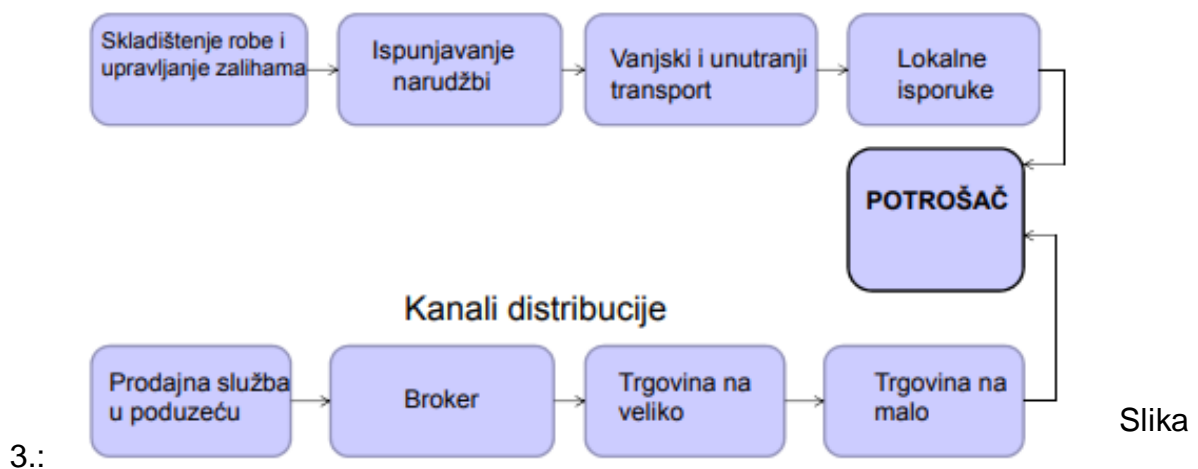 Skladištenje robe i
upravljanje zalihama
Ispunjavanje
narudžbi
Vanjski i unutranji
transport
Lokalne
isporuke
POTROŠAČ
Kanali distribucije
Prodajna služba
u poduzeću
Broker
Trgovina na
veliko
Trgovina na
malo
Slika
3.: